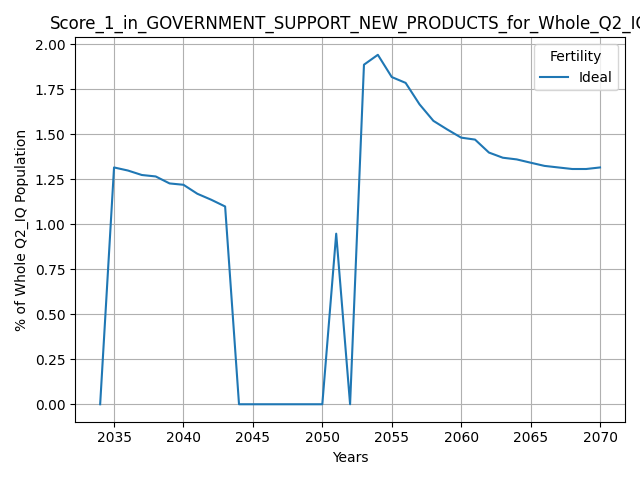 Score_1_in_GOVERNMENT_SUPPORT_NEW_PRODUCTS_for_Whole_Q2_IQ
Fertility
Ideal
% of Whole Q2_IQ Population
2.00
1.75
1.50
1.25
1.00
0.75
0.50
0.25
0.00
2035 2040 2045 2050 2055 2060 2065 2070
Years